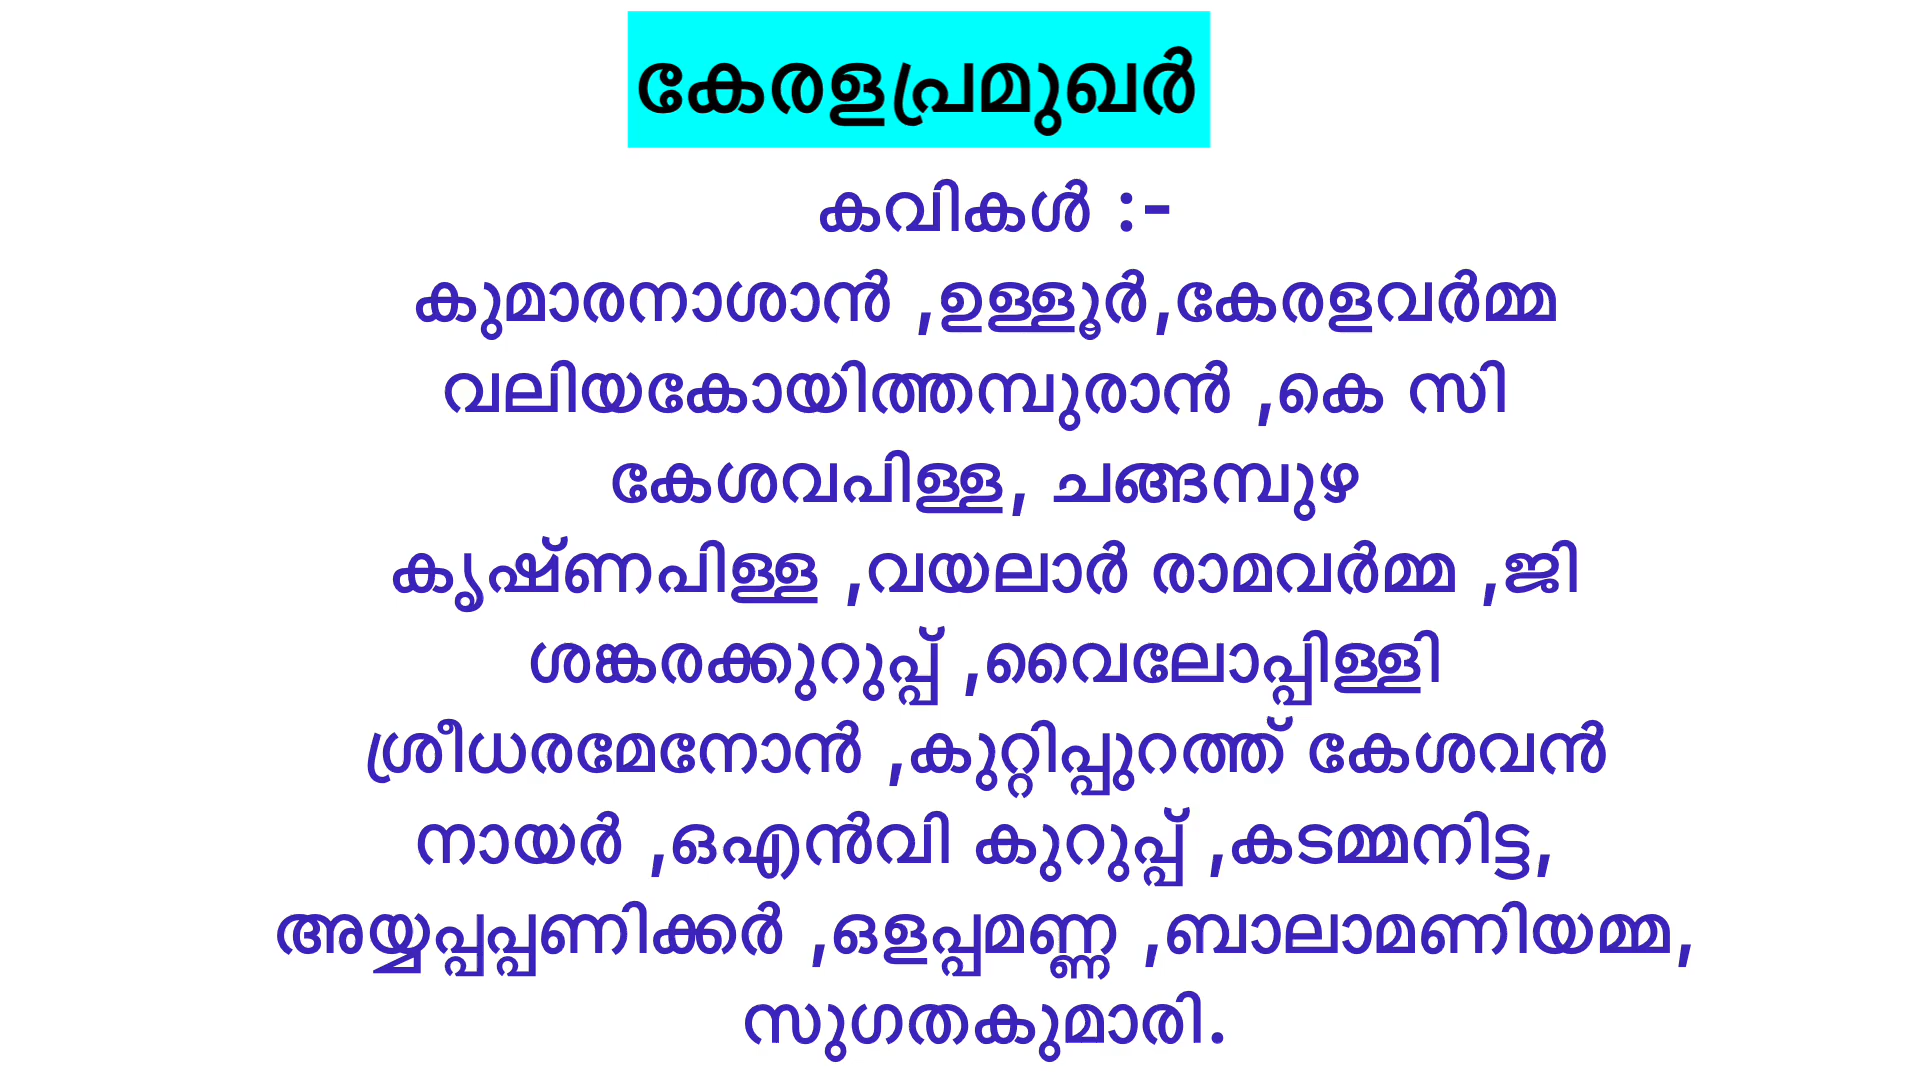 കേരളപ്രമുഖർ
കവികൾ :-
കുമാരനാശാൻ ,ഉള്ളൂർ,കേരളവർമ്മ
വലിയകോയിത്തമ്പുരാൻ ,കെ സി
കേശവപിള്ള, ചങ്ങമ്പുഴ
കൃഷ്ണപിള്ള ,വയലാർ രാമവർമ്മ ,ജി
ശങ്കരക്കുറുപ്പ് ,വൈലോപ്പിള്ളി
ശ്രീധരമേനോൻ ,കുറ്റിപ്പുറത്ത് കേശവൻ
നായർ ,ഒഎൻവി കുറുപ്പ് ,കടമ്മനിട്ട,
അയ്യപ്പപ്പണിക്കർ ,ഒളപ്പമണ്ണ ,ബാലാമണിയമ്മ,
സുഗതകുമാരി.